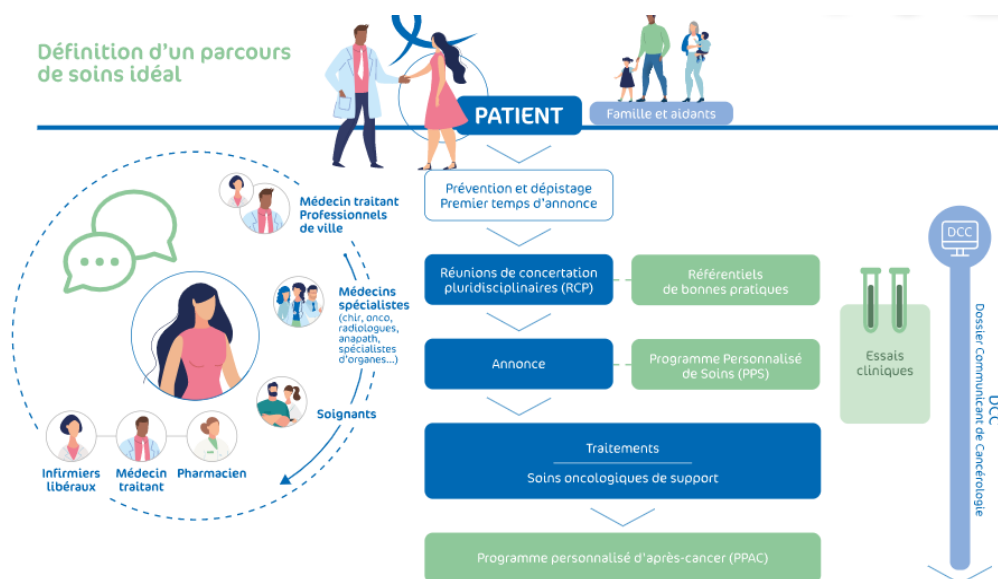 Définition d'un parcours
de soins idéal
PATIENT
Famille et aidants
Prévention et dépistage
Premier temps d'annonce
Médecin traitant
Professionnels
de ville
Médecins
spécialistes
(chir, onco,
radiologues,
anapath,
spécialistes
d'organes...)
Soignants
Infirmiers
libéraux
Médecin
traitant
Pharmacien
Réunions de concertation
pluridisciplinaires (RCP)
Référentiels
de bonnes pratiques
Annonce
Programme Personnalisé
de Soins (PPS)
Traitements
Soins oncologiques de support
Programme personnalisé d'après-cancer (PPAC)
Essais
cliniques
DCC
DCC
Dossier Communicant de Cancérologie